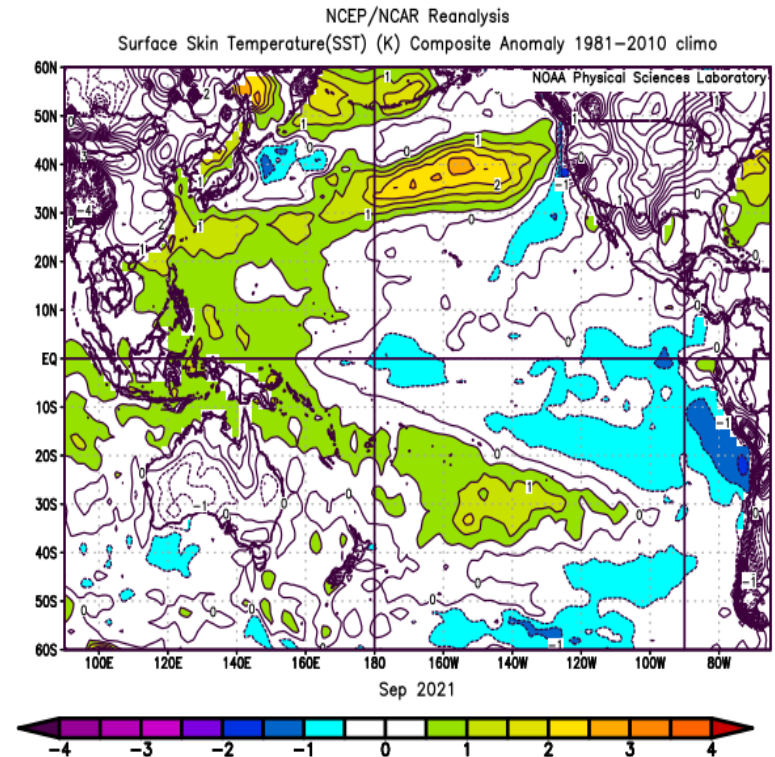 NCEP/NCAR Reanalysis
Surface Skin Temperature(SST) (K) Composite Anomaly 1981−2010 climo
NOAA Physical Sciences Laboratory
60N
50N
40N
30N
20N
10N
EQ
10S
20S
30S
40S
50S
60S
100E 120E 140E 160E 180 160W 140W 120W 100W 80W
Sep 2021
−4 −3 −2 −1 0 1 2 3 4